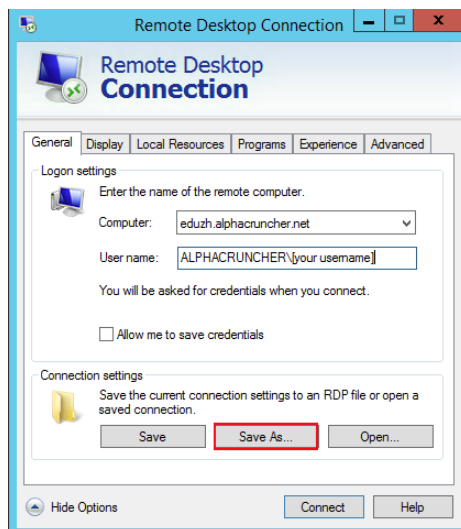 Remote Desktop Connection
Remote Desktop
Connection
General Display Local Resources Programs Experience Advanced
Logon settings
Enter the name of the remote computer.
Computer: eduzh.alphacruncher.net
User name: ALPHACRUNCHER\[your username]
You will be asked for credentials when you connect.
Allow me to save credentials
Connection settings
Save the current connection settings to an RDP file or open a
saved connection.
Save Save As... Open...
Hide Options Connect Help